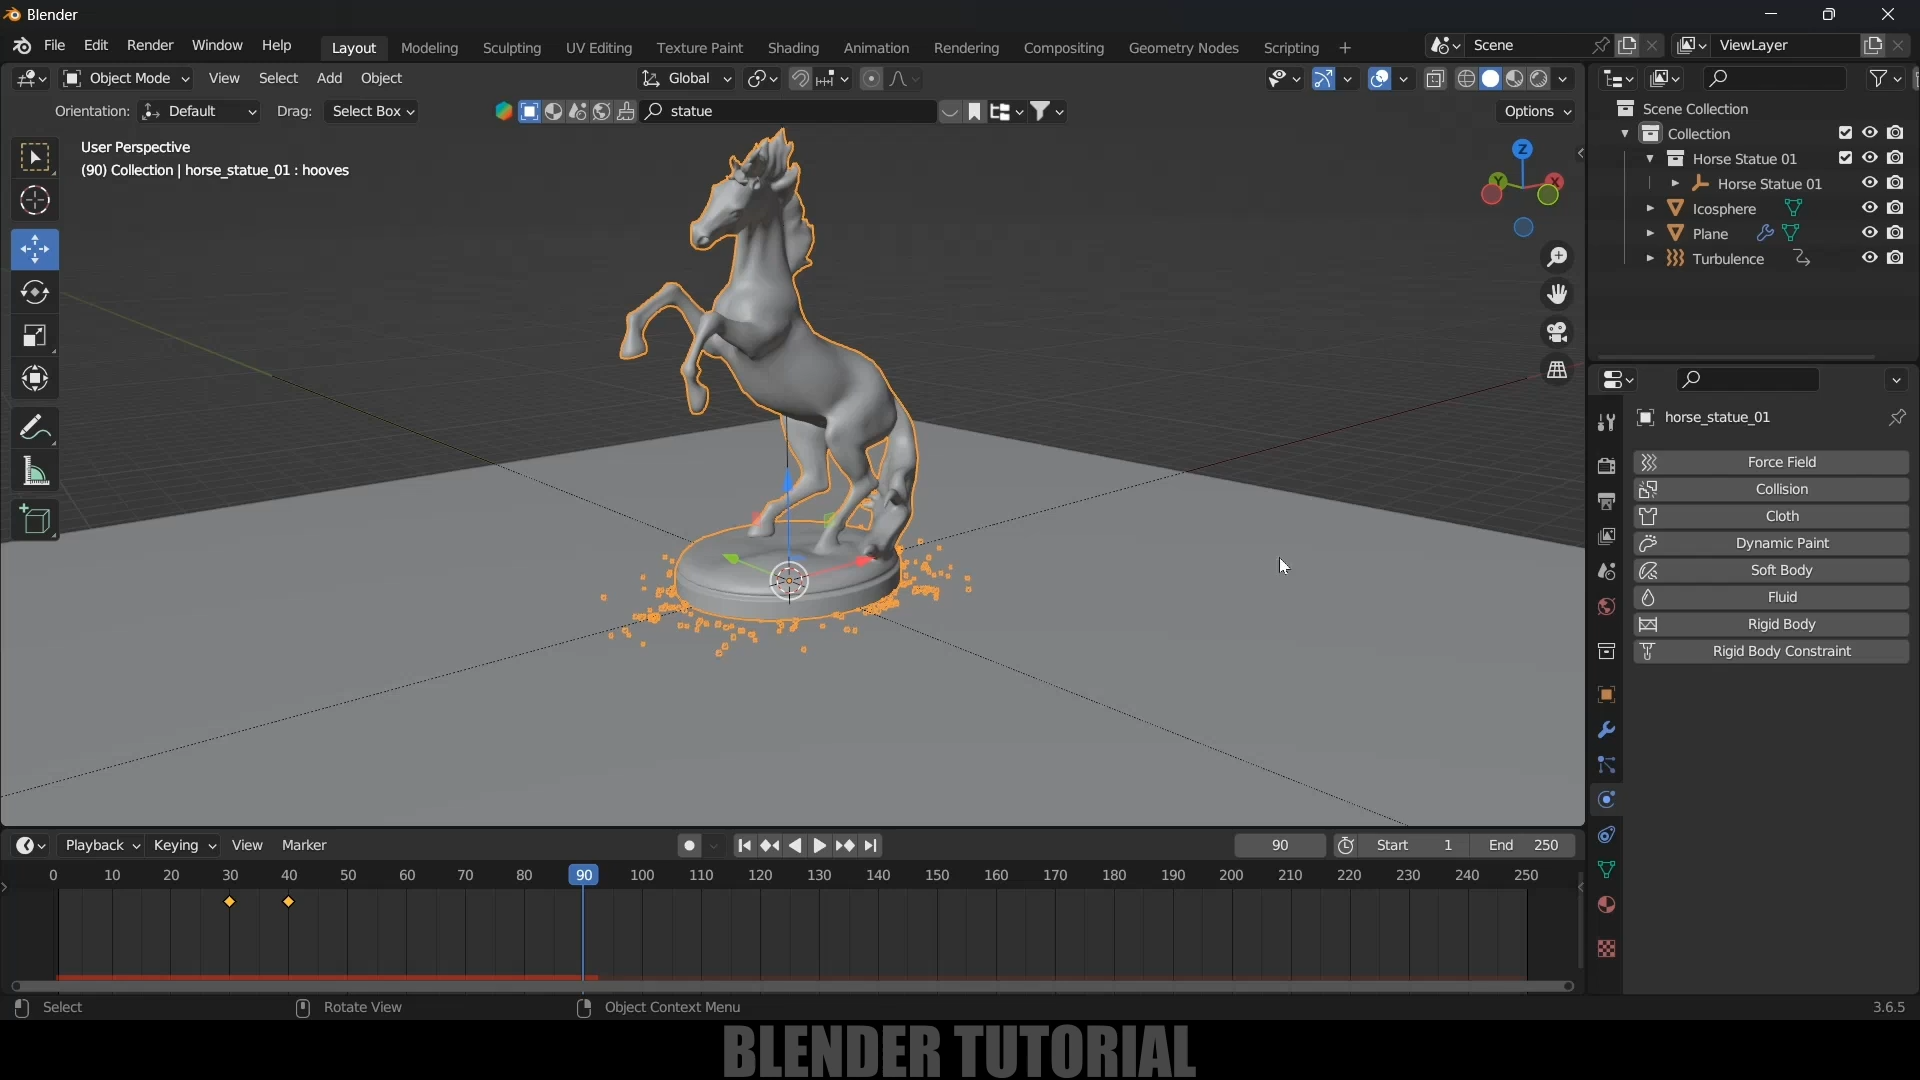 Blender
File Edit Render Window Help Layout Modeling Sculpting UV Editing Texture Paint Shading Animation Rendering Compositing Geometry Nodes Scripting + Scene ViewLayer
Object Mode View Select Add Object Global
Orientation: Default Drag: Select Box statue Options
User Perspective
(90) Collection | horse_statue_01 : hooves
Z
Y X
Scene Collection
Collection
Horse Statue 01
Horse Statue 01
Icosphere
Plane
Turbulence
horse_statue_01
Force Field
Collision
Cloth
Dynamic Paint
Soft Body
Fluid
Rigid Body
Rigid Body Constraint
Playback Keying View Marker 90 Start 1 End 250
0 10 20 30 40 50 60 70 80 90 100 110 120 130 140 150 160 170 180 190 200 210 220 230 240 250
Select Rotate View Object Context Menu 3.6.5
BLENDER TUTORIAL